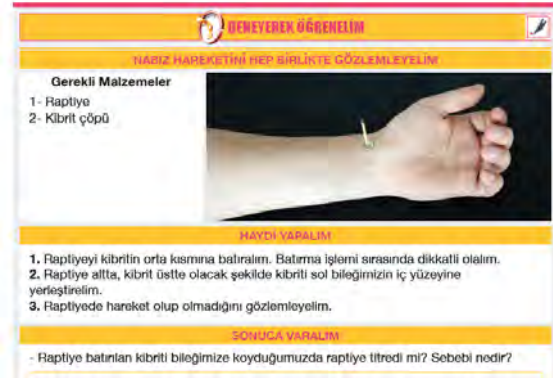 DENEYEREK ÖĞRENELİM
NABIZ HAREKETİNİ HEP BİRLİKTE GÖZLEMLEYELİM
Gerekli Malzemeler
1- Raptiye
2- Kibrit çöpü
HAYDİ YAPALIM
1. Raptiyeyi kibritin orta kısmına batıralım. Batırma işlemi sırasında dikkatli olalım.
2. Raptiye altta, kibrit üstte olacak şekilde kibriti sol bileğimizin iç yüzeyine
yerleştirelim.
3. Raptiyede hareket olup olmadığını gözlemleyelim.
SONUCA VARALIM
- Raptiye batırılan kibriti bileğimize koyduğumuzda raptiye titredi mi? Sebebi nedir?